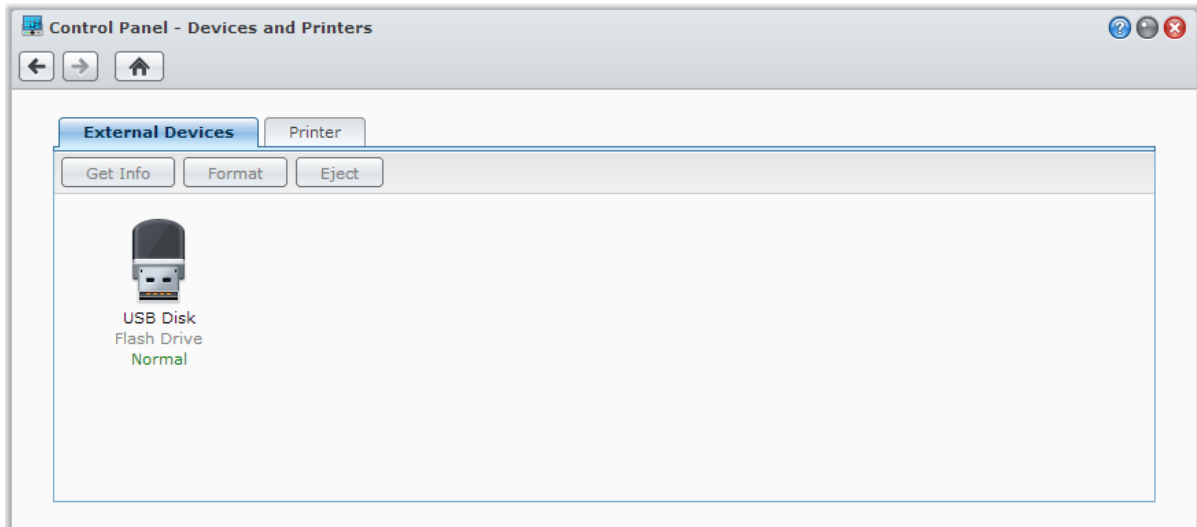 Control Panel - Devices and Printers
External Devices Printer
Get Info Format Eject
USB Disk
Flash Drive
Normal